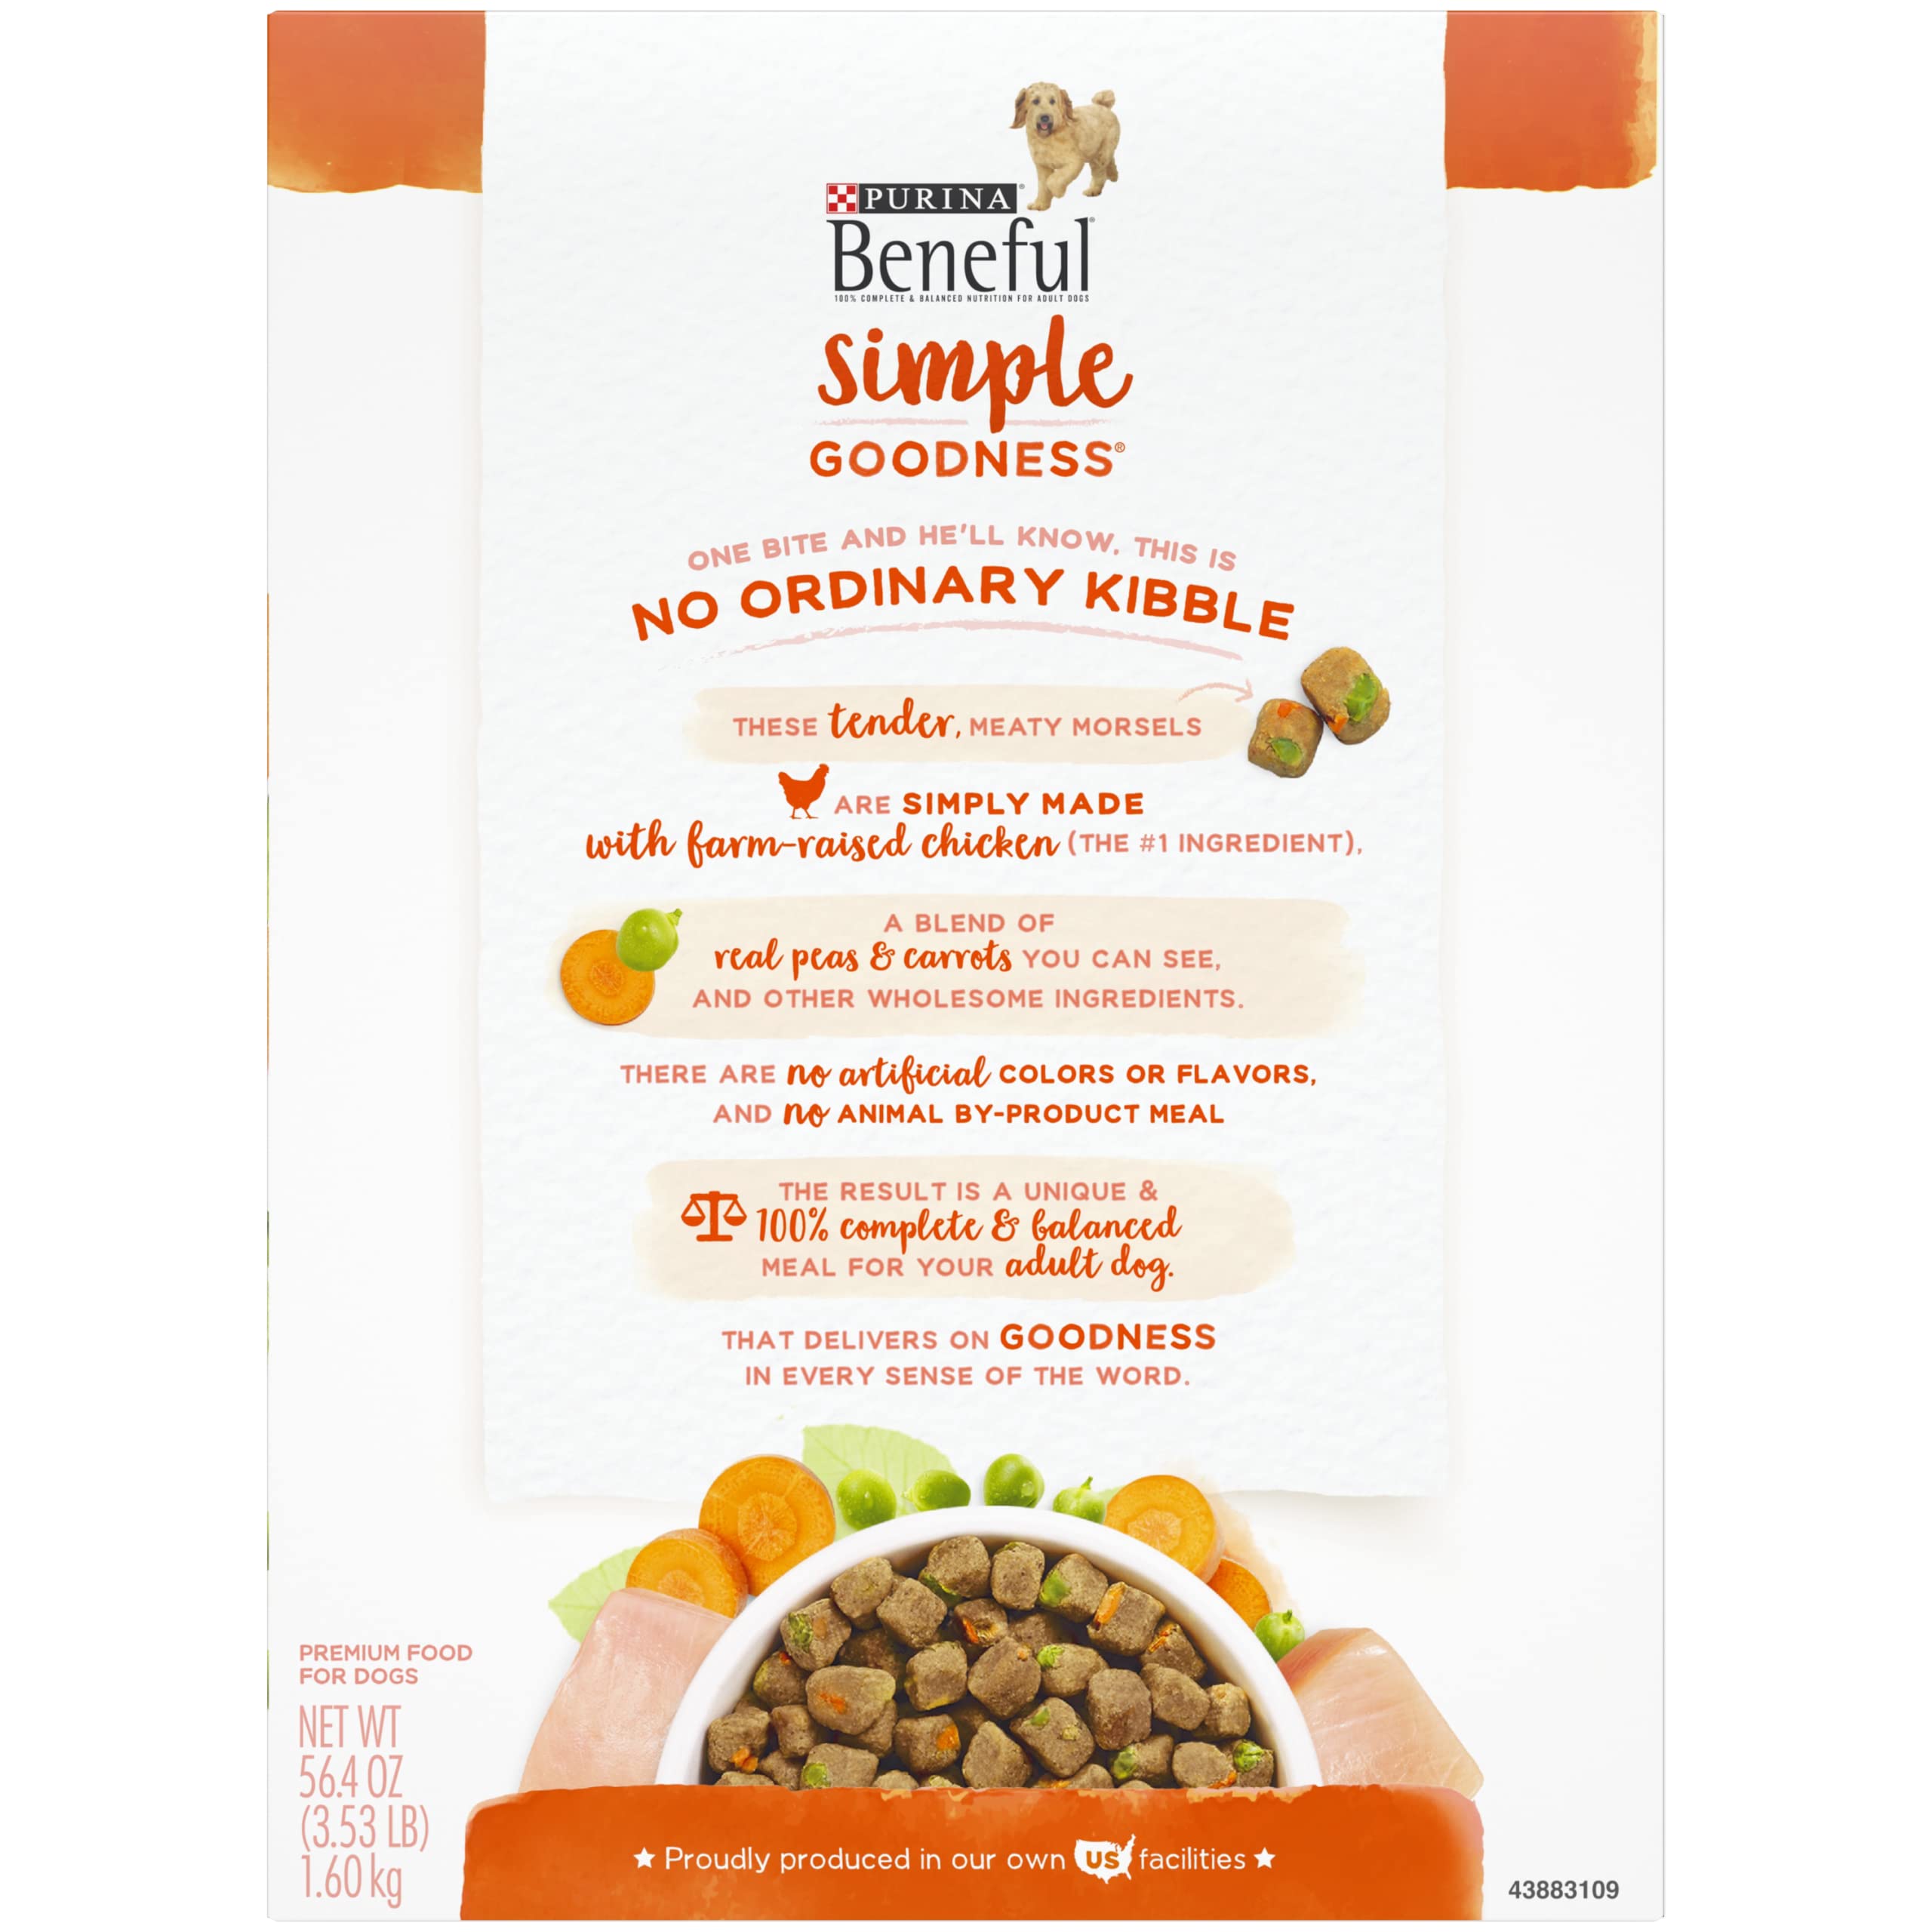 PURINA®
Beneful®
100% COMPLETE & BALANCED NUTRITION FOR ADULT DOGS
simple
GOODNESS®
ONE BITE AND HE'LL KNOW, THIS IS
NO ORDINARY KIBBLE
THESE tender, MEATY MORSELS
ARE SIMPLY MADE
with farm-raised chicken (THE #1 INGREDIENT),
A BLEND OF
real peas & carrots YOU CAN SEE,
AND OTHER WHOLESOME INGREDIENTS.
THERE ARE no artificial COLORS OR FLAVORS,
AND no ANIMAL BY-PRODUCT MEAL
THE RESULT IS A UNIQUE &
100% complete & balanced
MEAL FOR YOUR adult dog.
THAT DELIVERS ON GOODNESS
IN EVERY SENSE OF THE WORD.
PREMIUM FOOD
FOR DOGS
NET WT
56.4 OZ
(3.53 LB)
1.60 kg
Proudly produced in our own US facilities
43883109